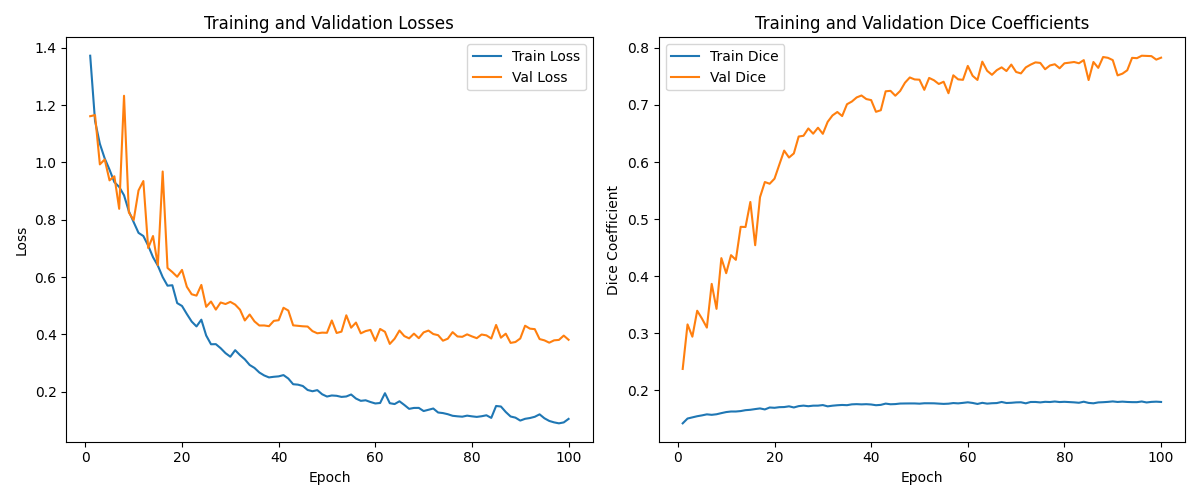 Training and Validation Losses
Train Loss
Val Loss
1.4
1.2
1.0
0.8
0.6
0.4
0.2
Loss
0 20 40 60 80 100
Epoch
Training and Validation Dice Coefficients
Train Dice
Val Dice
0.8
0.7
0.6
0.5
0.4
0.3
0.2
Dice Coefficient
0 20 40 60 80 100
Epoch